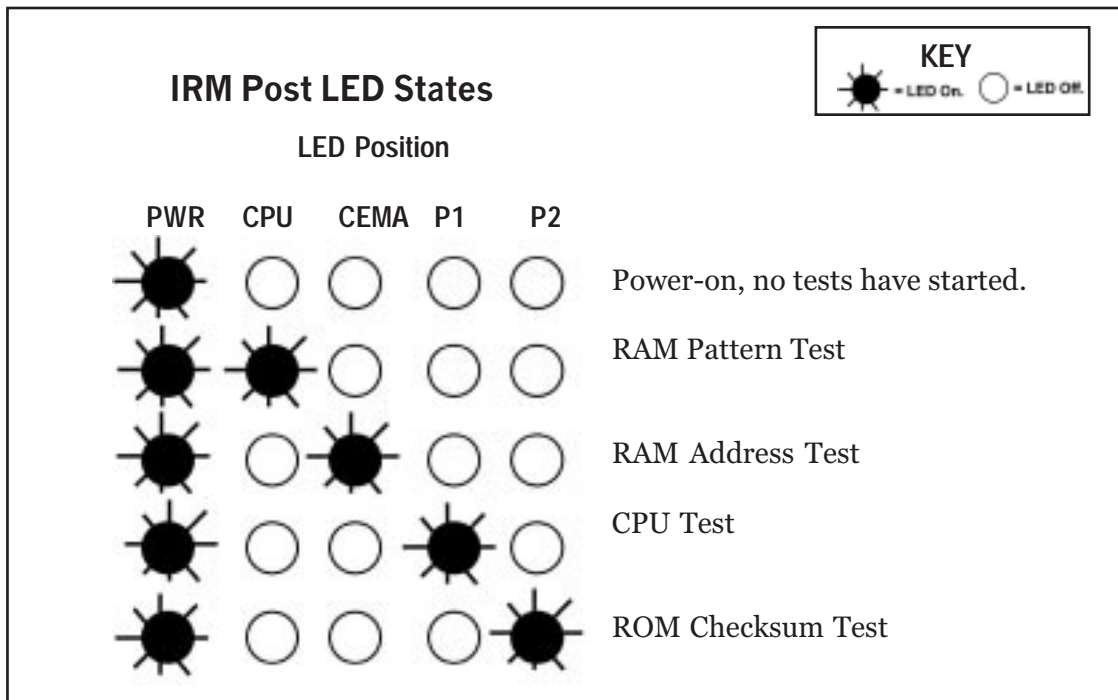 KEY
= LED On. = LED Off.
IRM Post LED States
LED Position
PWR CPU CEMA P1 P2
Power-on, no tests have started.
RAM Pattern Test
RAM Address Test
CPU Test
ROM Checksum Test